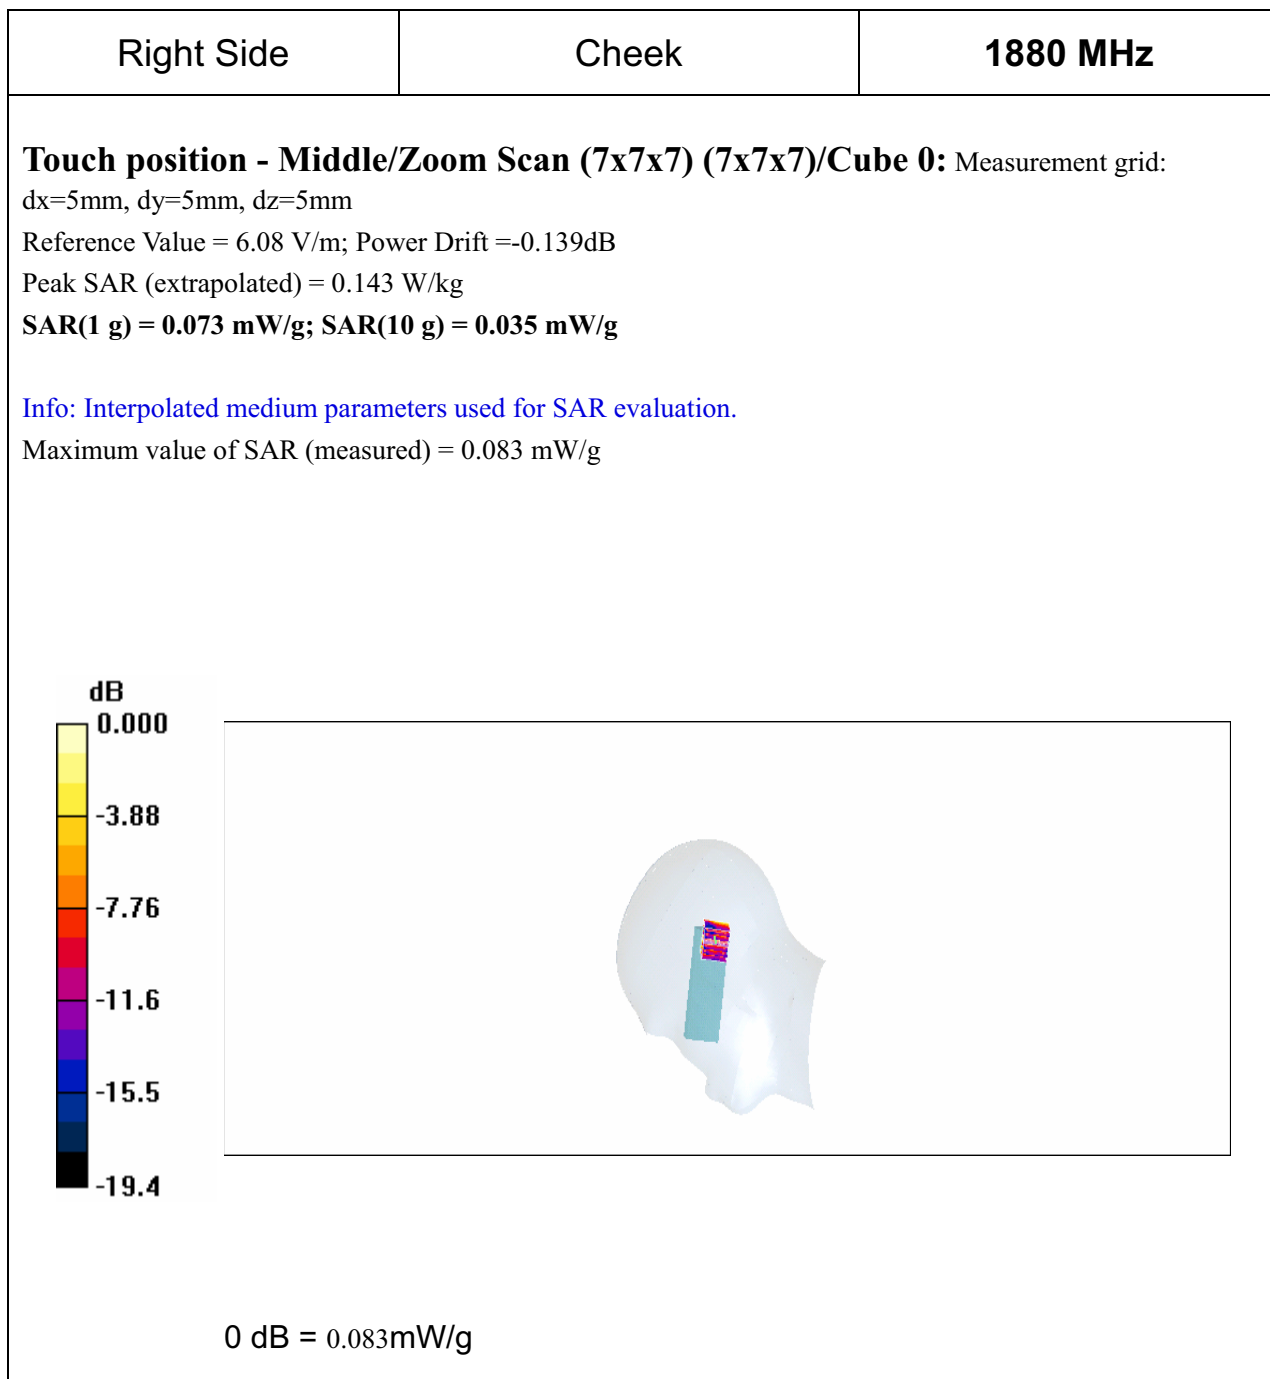 Right Side
Cheek
1880 MHz
Touch position - Middle/Zoom Scan (7x7x7) (7x7x7)/Cube 0: Measurement grid:
dx=5mm, dy=5mm, dz=5mm
Reference Value = 6.08 V/m; Power Drift =-0.139dB
Peak SAR (extrapolated) = 0.143 W/kg
SAR(1 g) = 0.073 mW/g; SAR(10 g) = 0.035 mW/g
Info: Interpolated medium parameters used for SAR evaluation.
Maximum value of SAR (measured) = 0.083 mW/g
dB
0.000
-3.88
-7.76
-11.6
-15.5
-19.4
0 dB = 0.083mW/g